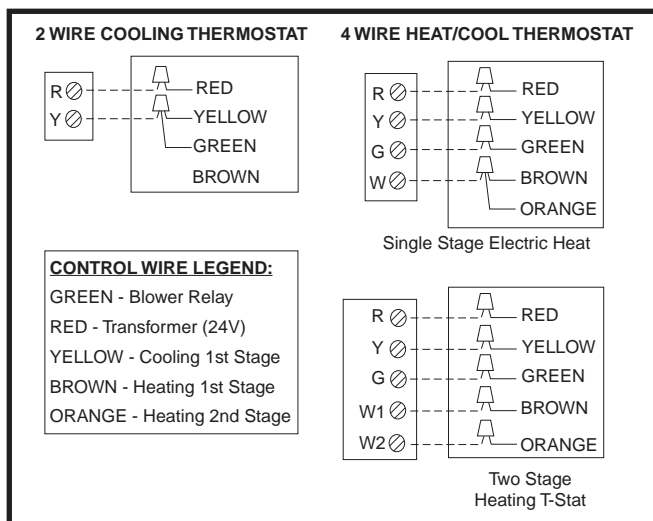 2 WIRE COOLING THERMOSTAT
R RED
Y YELLOW
GREEN
BROWN
4 WIRE HEAT/COOL THERMOSTAT
R RED
Y YELLOW
G GREEN
W BROWN
ORANGE
Single Stage Electric Heat
CONTROL WIRE LEGEND:
GREEN - Blower Relay
RED - Transformer (24V)
YELLOW - Cooling 1st Stage
BROWN - Heating 1st Stage
ORANGE - Heating 2nd Stage
R RED
Y YELLOW
G GREEN
W1 BROWN
W2 ORANGE
Two Stage
Heating T-Stat